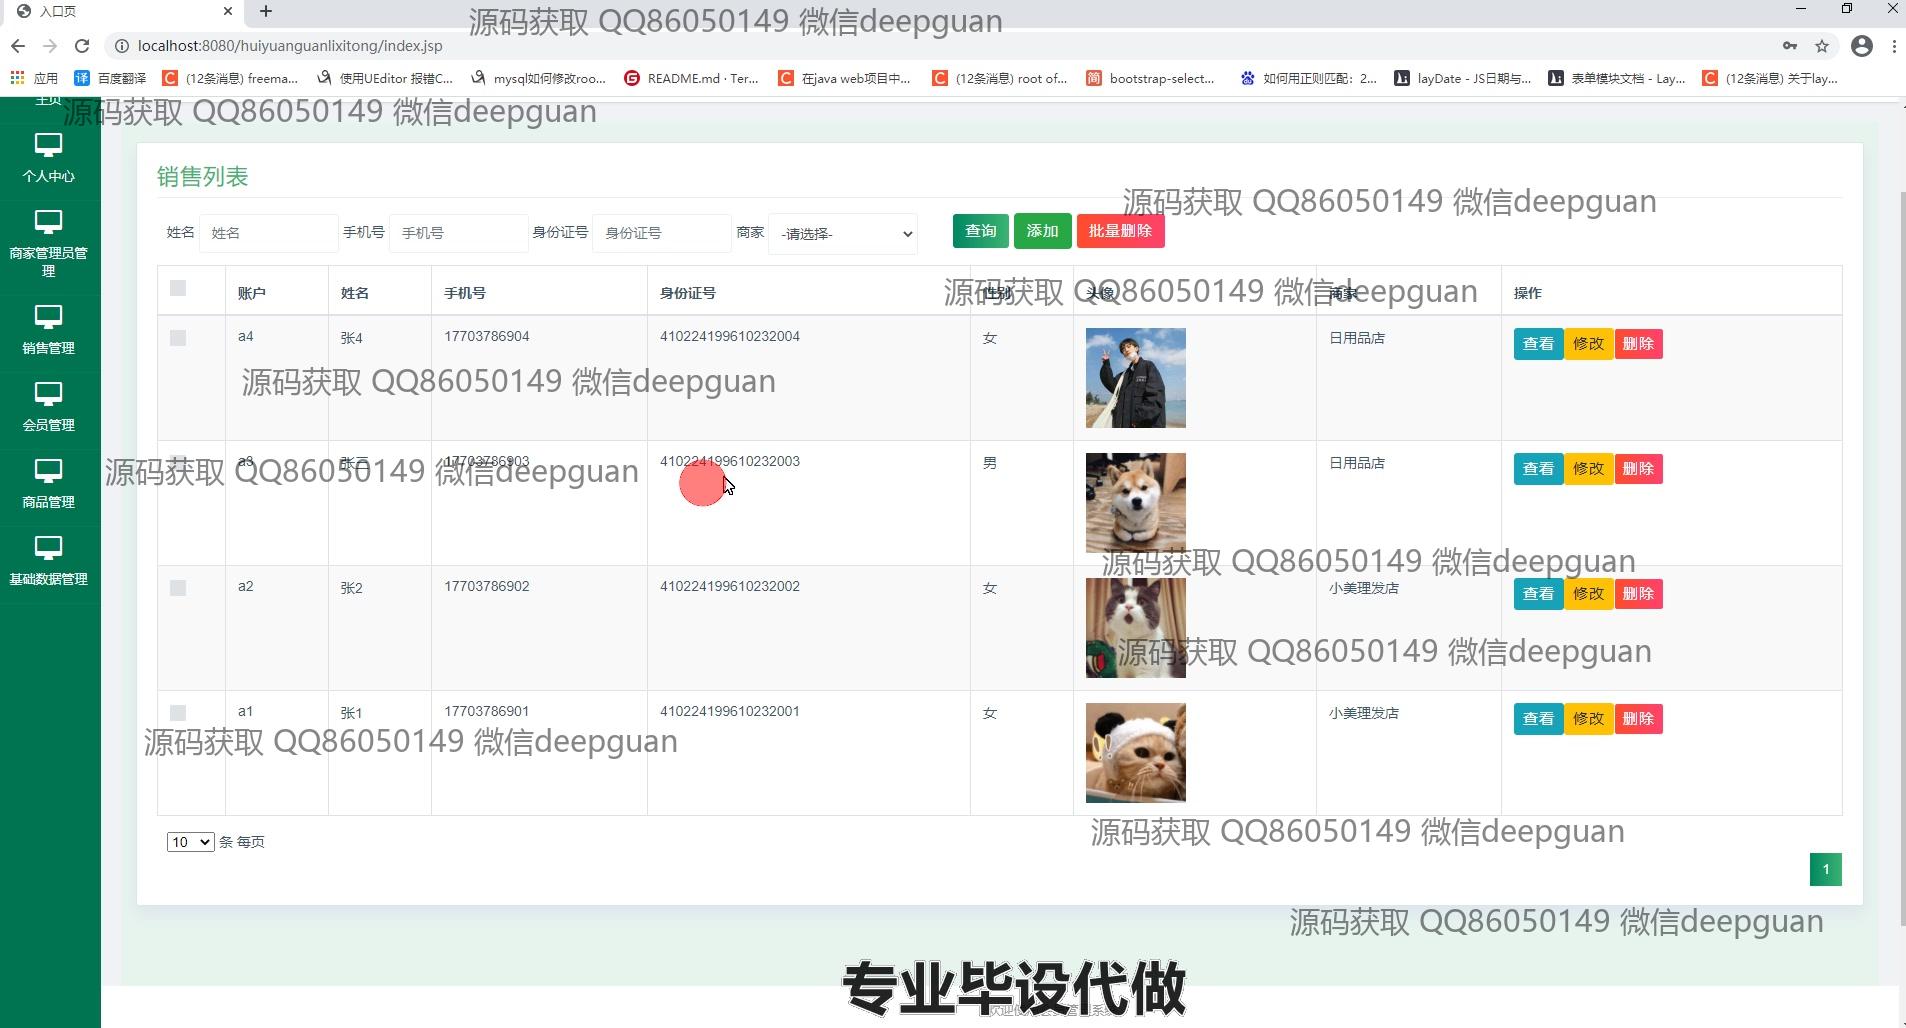 入口页
源码获取 QQ86050149 微信deepguan
localhost:8080/huiyuanguanlixitong/index.jsp
应用 百度翻译 (12条消息) freema... 使用UEditor 报错C... mysql如何修改roo... README.md · Ter... 在java web项目中... (12条消息) root of... bootstrap-select... 如何用正则匹配：2... layDate - JS日期与... 表单模块文档 - Lay... (12条消息) 关于lay...
主页
源码获取 QQ86050149 微信deepguan
个人中心
商家管理员管
理
销售管理
会员管理
商品管理
基础数据管理
销售列表
源码获取 QQ86050149 微信deepguan
姓名 姓名 手机号 手机号 身份证号 身份证号 商家 -请选择- 查询 添加 批量删除
账户 姓名 手机号 身份证号 性别 头像 商家 操作
源码获取 QQ86050149 微信deepguan
a4 张4 17703786904 410224199610232004 女 日用品店 查看 修改 删除
源码获取 QQ86050149 微信deepguan
a3 张三 17703786903 410224199610232003 男 日用品店 查看 修改 删除
源码获取 QQ86050149 微信deepguan
源码获取 QQ86050149 微信deepguan
a2 张2 17703786902 410224199610232002 女 小美理发店 查看 修改 删除
源码获取 QQ86050149 微信deepguan
a1 张1 17703786901 410224199610232001 女 小美理发店 查看 修改 删除
源码获取 QQ86050149 微信deepguan
源码获取 QQ86050149 微信deepguan
10 条 每页
1
源码获取 QQ86050149 微信deepguan
专业毕设代做